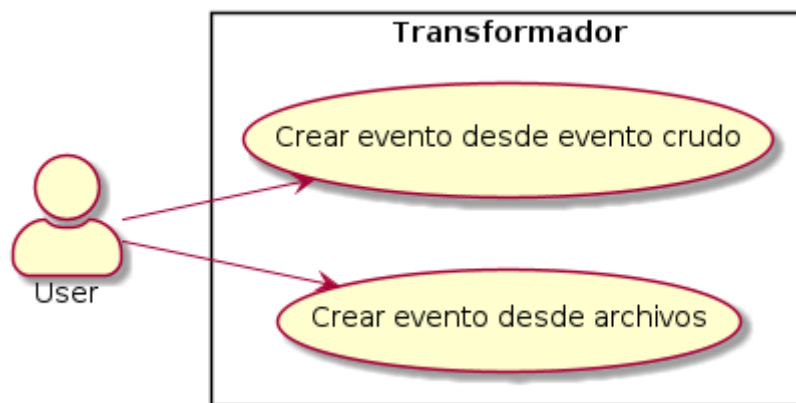 Transformador
Crear evento desde evento crudo
User
Crear evento desde archivos